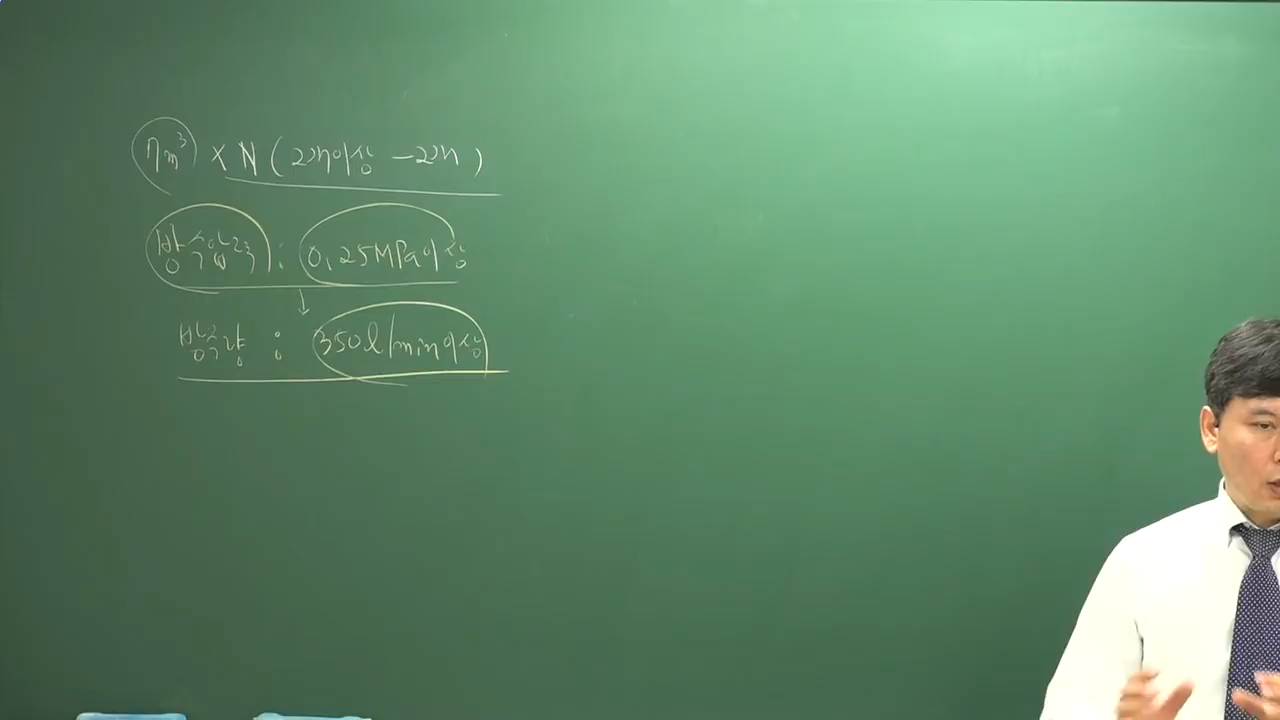 7m³ × N (2개이상 - 2개)
방수압력 : 0.25MPa이상
↓
방수량 : 350l/min이상